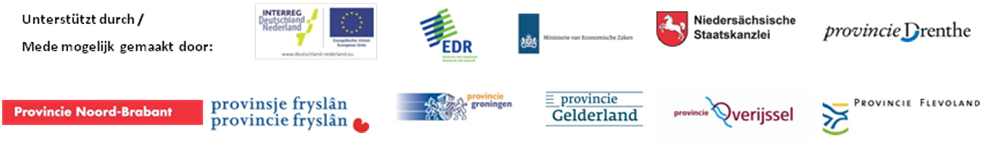 Unterstützt durch /
Mede mogelijk gemaakt door:
INTERREG
Deutschland
Nederland
Europäische Union
Europese Unie
www.deutschland-nederland.eu
EDR
Ministerie van Economische Zaken
Niedersächsische
Staatskanzlei
provincie Drenthe
Provincie Noord-Brabant
provinsje fryslân
provincie fryslân
provincie
groningen
provincie
Gelderland
provincie Overijssel
PROVINCIE FLEVOLAND